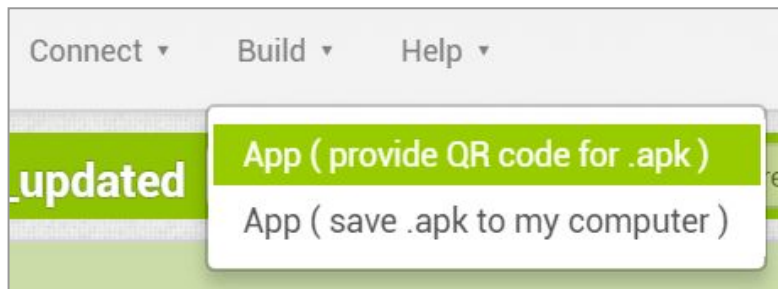 Connect ▾ Build ▾ Help ▾
_updated
App ( provide QR code for .apk )
App ( save .apk to my computer )